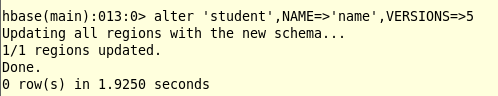 hbase(main):013:0> alter 'student',NAME=>'name',VERSIONS=>5
Updating all regions with the new schema...
1/1 regions updated.
Done.
0 row(s) in 1.9250 seconds